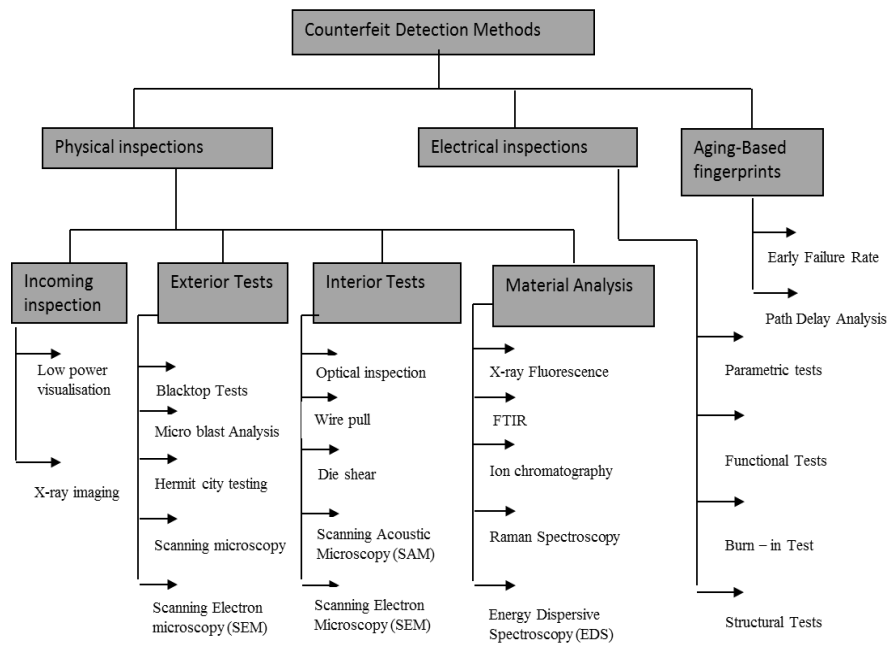 Counterfeit Detection Methods
Physical inspections
Electrical inspections
Aging-Based
fingerprints
Early Failure Rate
Path Delay Analysis
Incoming
inspection
Low power
visualisation
X-ray imaging
Exterior Tests
Blacktop Tests
Micro blast Analysis
Hermit city testing
Scanning microscopy
Scanning Electron
microscopy (SEM)
Interior Tests
Optical inspection
Wire pull
Die shear
Scanning Acoustic
Microscopy (SAM)
Scanning Electron
Microscopy (SEM)
Material Analysis
X-ray Fluorescence
FTIR
Ion chromatography
Raman Spectroscopy
Energy Dispersive
Spectroscopy (EDS)
Parametric tests
Functional Tests
Burn – in Test
Structural Tests